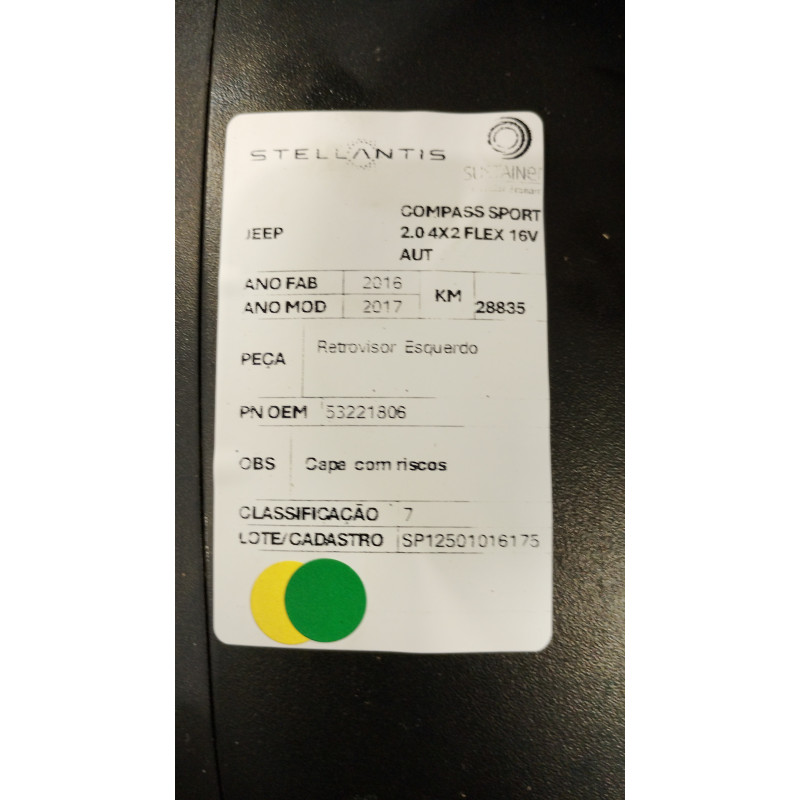 STELLANTIS
SUSTAINera
JEEP
COMPASS SPORT
2.0 4X2 FLEX 16V
AUT
ANO FAB 2016
KM 28835
ANO MOD 2017
PEÇA Retrovisor Esquerdo
PN OEM 53221806
OBS Capa com riscos
CLASSIFICAÇÃO 7
LOTE/CADASTRO SP12501016175